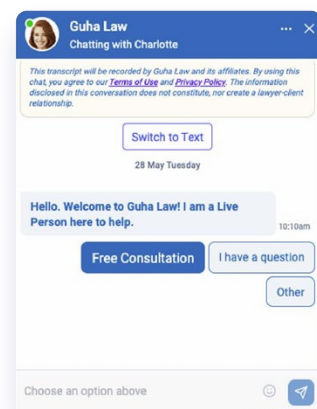 Guha Law
Chatting with Charlotte
This transcript will be recorded by Guha Law and its affiliates. By using this
chat, you agree to our Terms of Use and Privacy Policy. The information
disclosed in this conversation does not constitute, nor create a lawyer-client
relationship.
Switch to Text
28 May Tuesday
Hello. Welcome to Guha Law! I am a Live
Person here to help.
10:10am
Free Consultation
I have a question
Other
Choose an option above